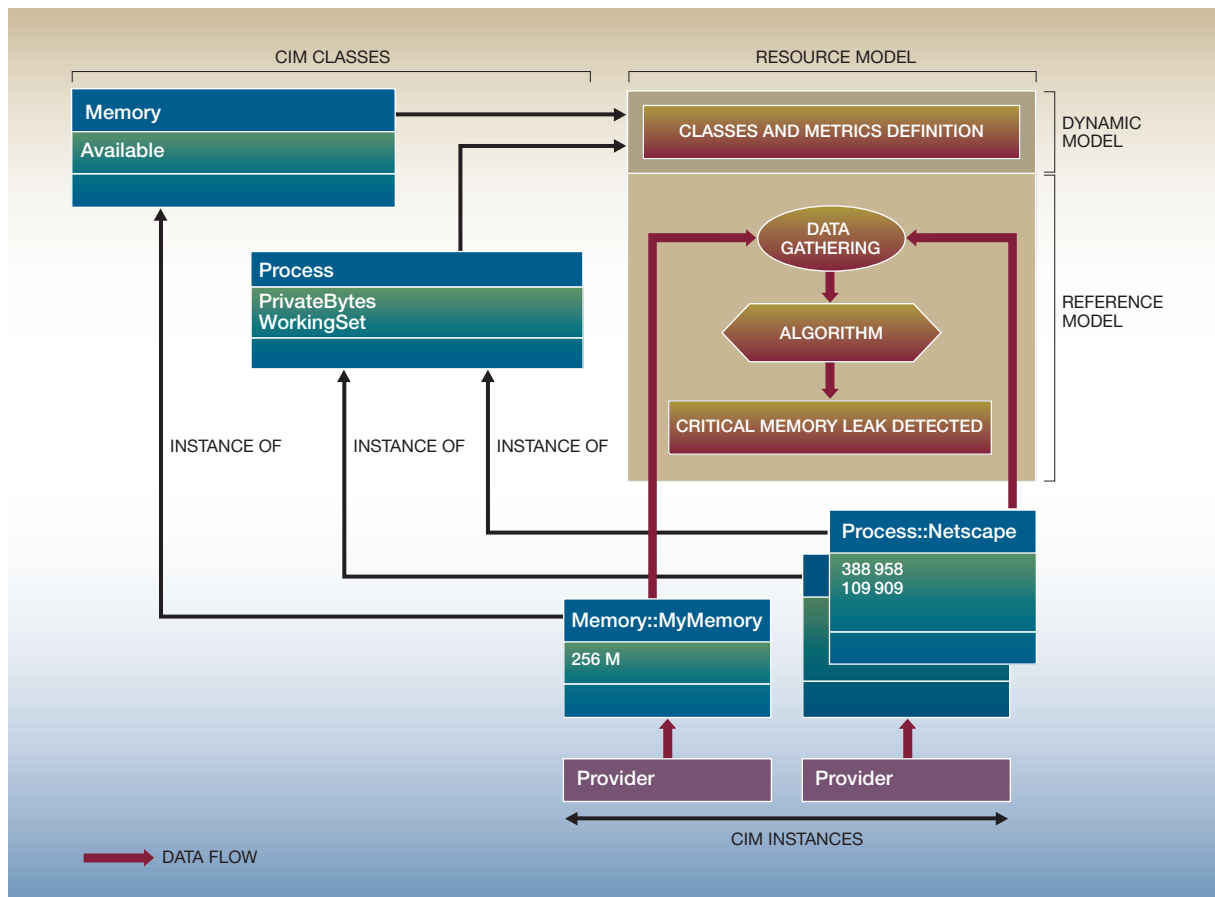 CIM CLASSES
RESOURCE MODEL
Memory
Available
CLASSES AND METRICS DEFINITION
DYNAMIC
MODEL
Process
PrivateBytes
WorkingSet
DATA
GATHERING
ALGORITHM
CRITICAL MEMORY LEAK DETECTED
REFERENCE
MODEL
INSTANCE OF
INSTANCE OF
INSTANCE OF
Process::Netscape
388 958
109 909
Memory::MyMemory
256 M
Provider
Provider
CIM INSTANCES
DATA FLOW